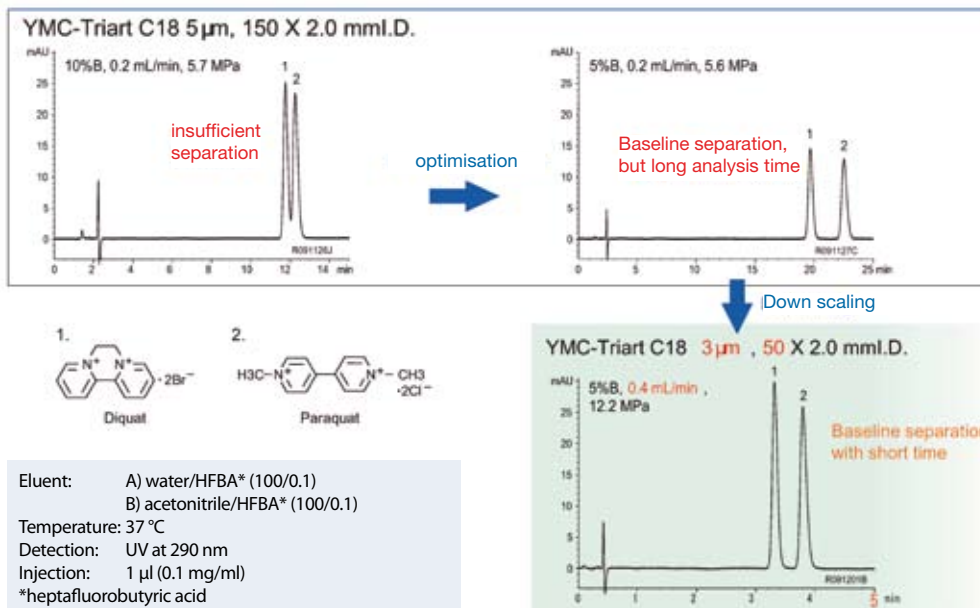 YMC-Triart C18 5μm, 150 X 2.0 mmI.D.
mAU
10%B, 0.2 mL/min, 5.7 MPa
1
2
25
20
15
10
5
0
insufficient
separation
R091126J
0 2 4 6 8 10 12 14 min
optimisation
mAU
5%B, 0.2 mL/min, 5.6 MPa
25
20
15
10
5
0
Baseline separation,
but long analysis time
1
2
R091127C
0 5 10 15 20 25 min
Down scaling
1.
N+
N+
·2Br−
Diquat
2.
H3C−N+
N+−CH3
·2Cl−
Paraquat
YMC-Triart C18 3μm , 50 X 2.0 mmI.D.
mAU
5%B, 0.4 mL/min ,
12.2 MPa
1
2
25
20
15
10
5
0
Baseline separation
with short time
R091201B
0 1 2 3 4 5 min
Eluent: A) water/HFBA* (100/0.1)
B) acetonitrile/HFBA* (100/0.1)
Temperature: 37 °C
Detection: UV at 290 nm
Injection: 1 μl (0.1 mg/ml)
*heptafluorobutyric acid